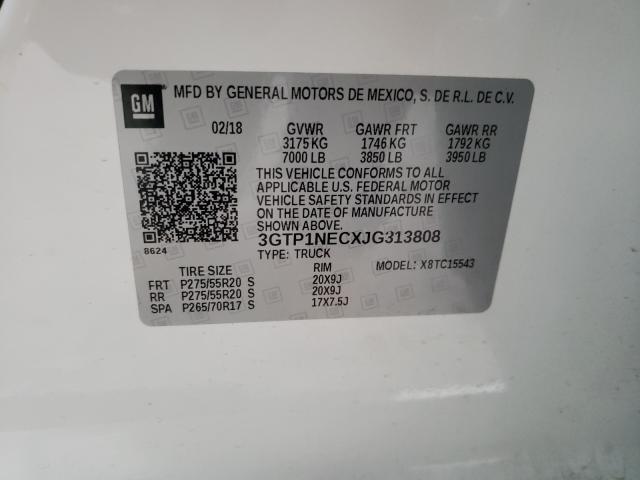 GM
MFD BY GENERAL MOTORS DE MEXICO, S. DE R.L. DE C.V.
02/18 GVWR GAWR FRT GAWR RR
3175 KG 1746 KG 1792 KG
7000 LB 3850 LB 3950 LB
THIS VEHICLE CONFORMS TO ALL
APPLICABLE U.S. FEDERAL MOTOR
VEHICLE SAFETY STANDARDS IN EFFECT
ON THE DATE OF MANUFACTURE SHOWN ABOVE.
3GTP1NECXJG313808
8624
TYPE: TRUCK MODEL: X8TC15543
TIRE SIZE RIM
FRT P275/55R20 S 20X9J
RR P275/55R20 S 20X9J
SPA P265/70R17 S 17X7.5J